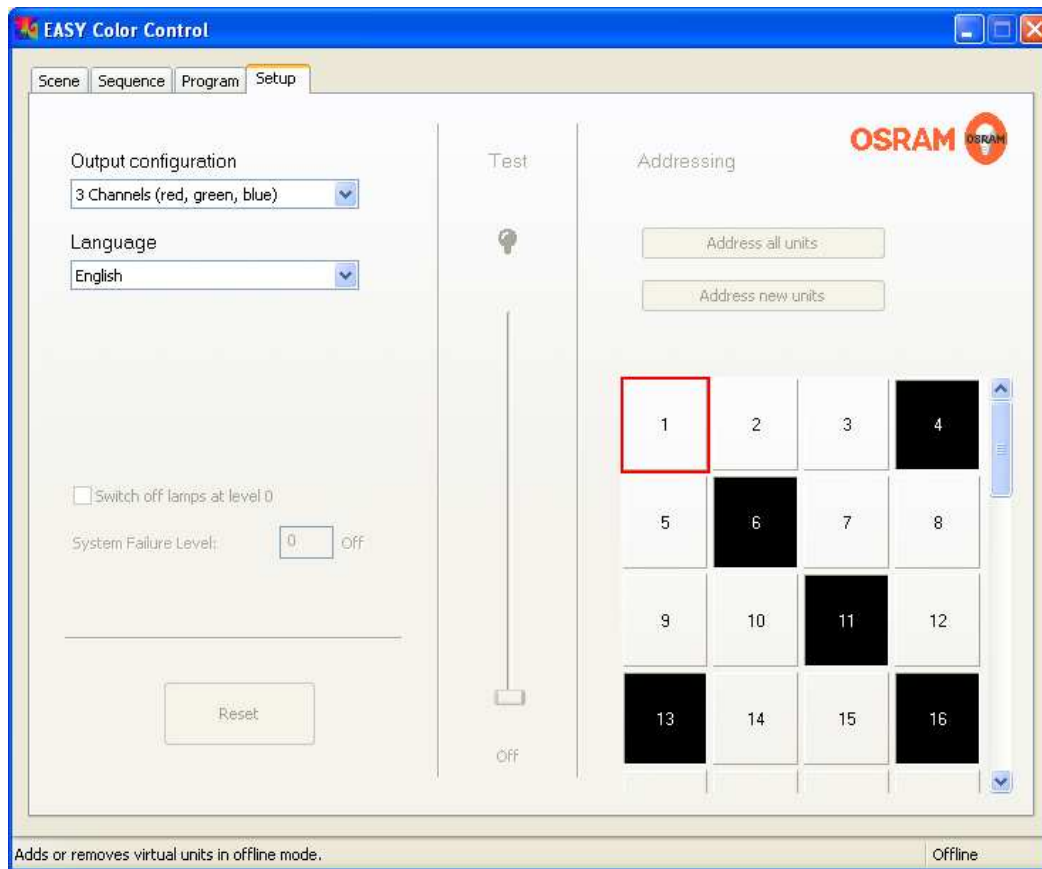 EASY Color Control
Scene Sequence Program Setup
OSRAM OSRAM
Output configuration
3 Channels (red, green, blue)
Language
English
Switch off lamps at level 0
System Failure Level: 0 Off
Reset
Test
Off
Addressing
Address all units
Address new units
1 2 3 4
5 6 7 8
9 10 11 12
13 14 15 16
Adds or removes virtual units in offline mode. Offline